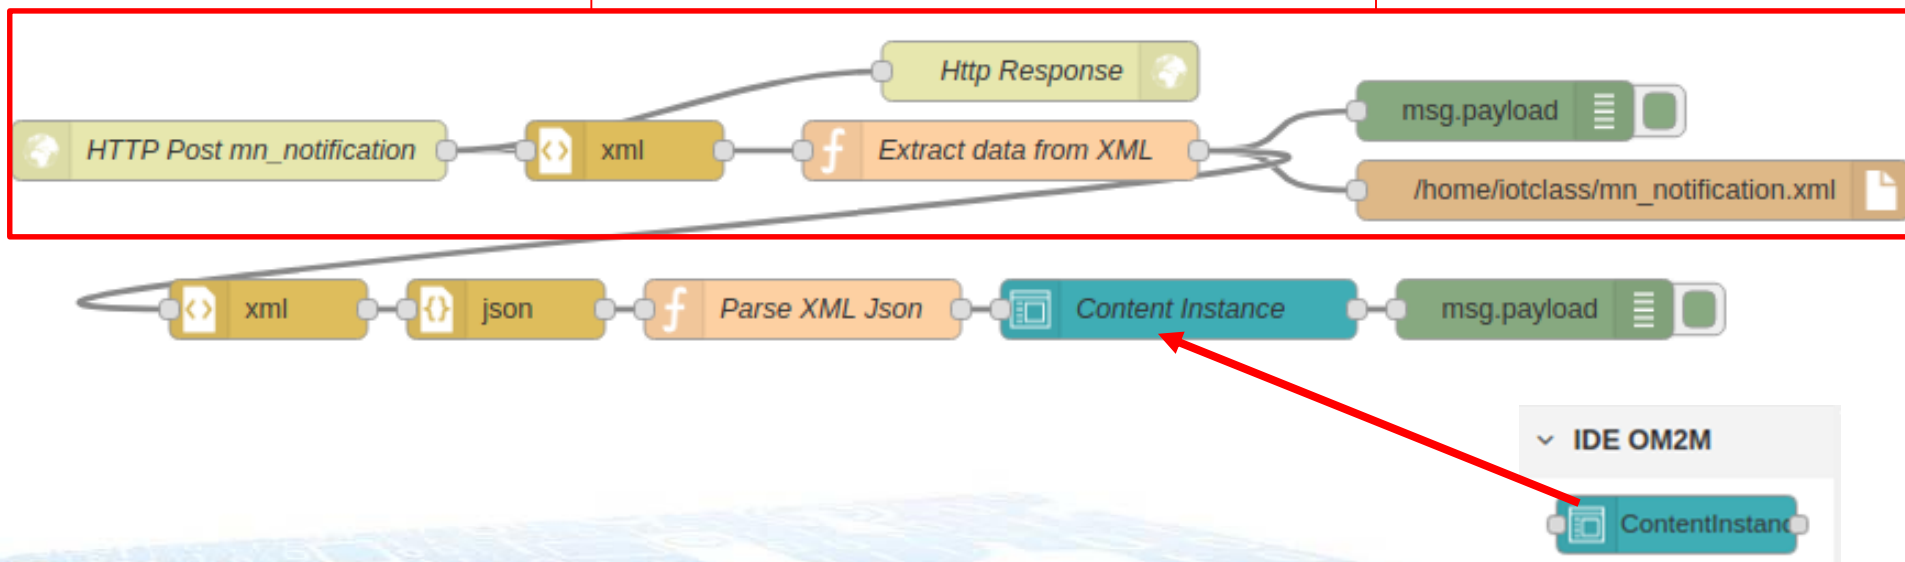 Http Response
HTTP Post mn_notification
xml
Extract data from XML
msg.payload
/home/iotclass/mn_notification.xml
xml
json
Parse XML Json
Content Instance
msg.payload
IDE OM2M
ContentInstanc